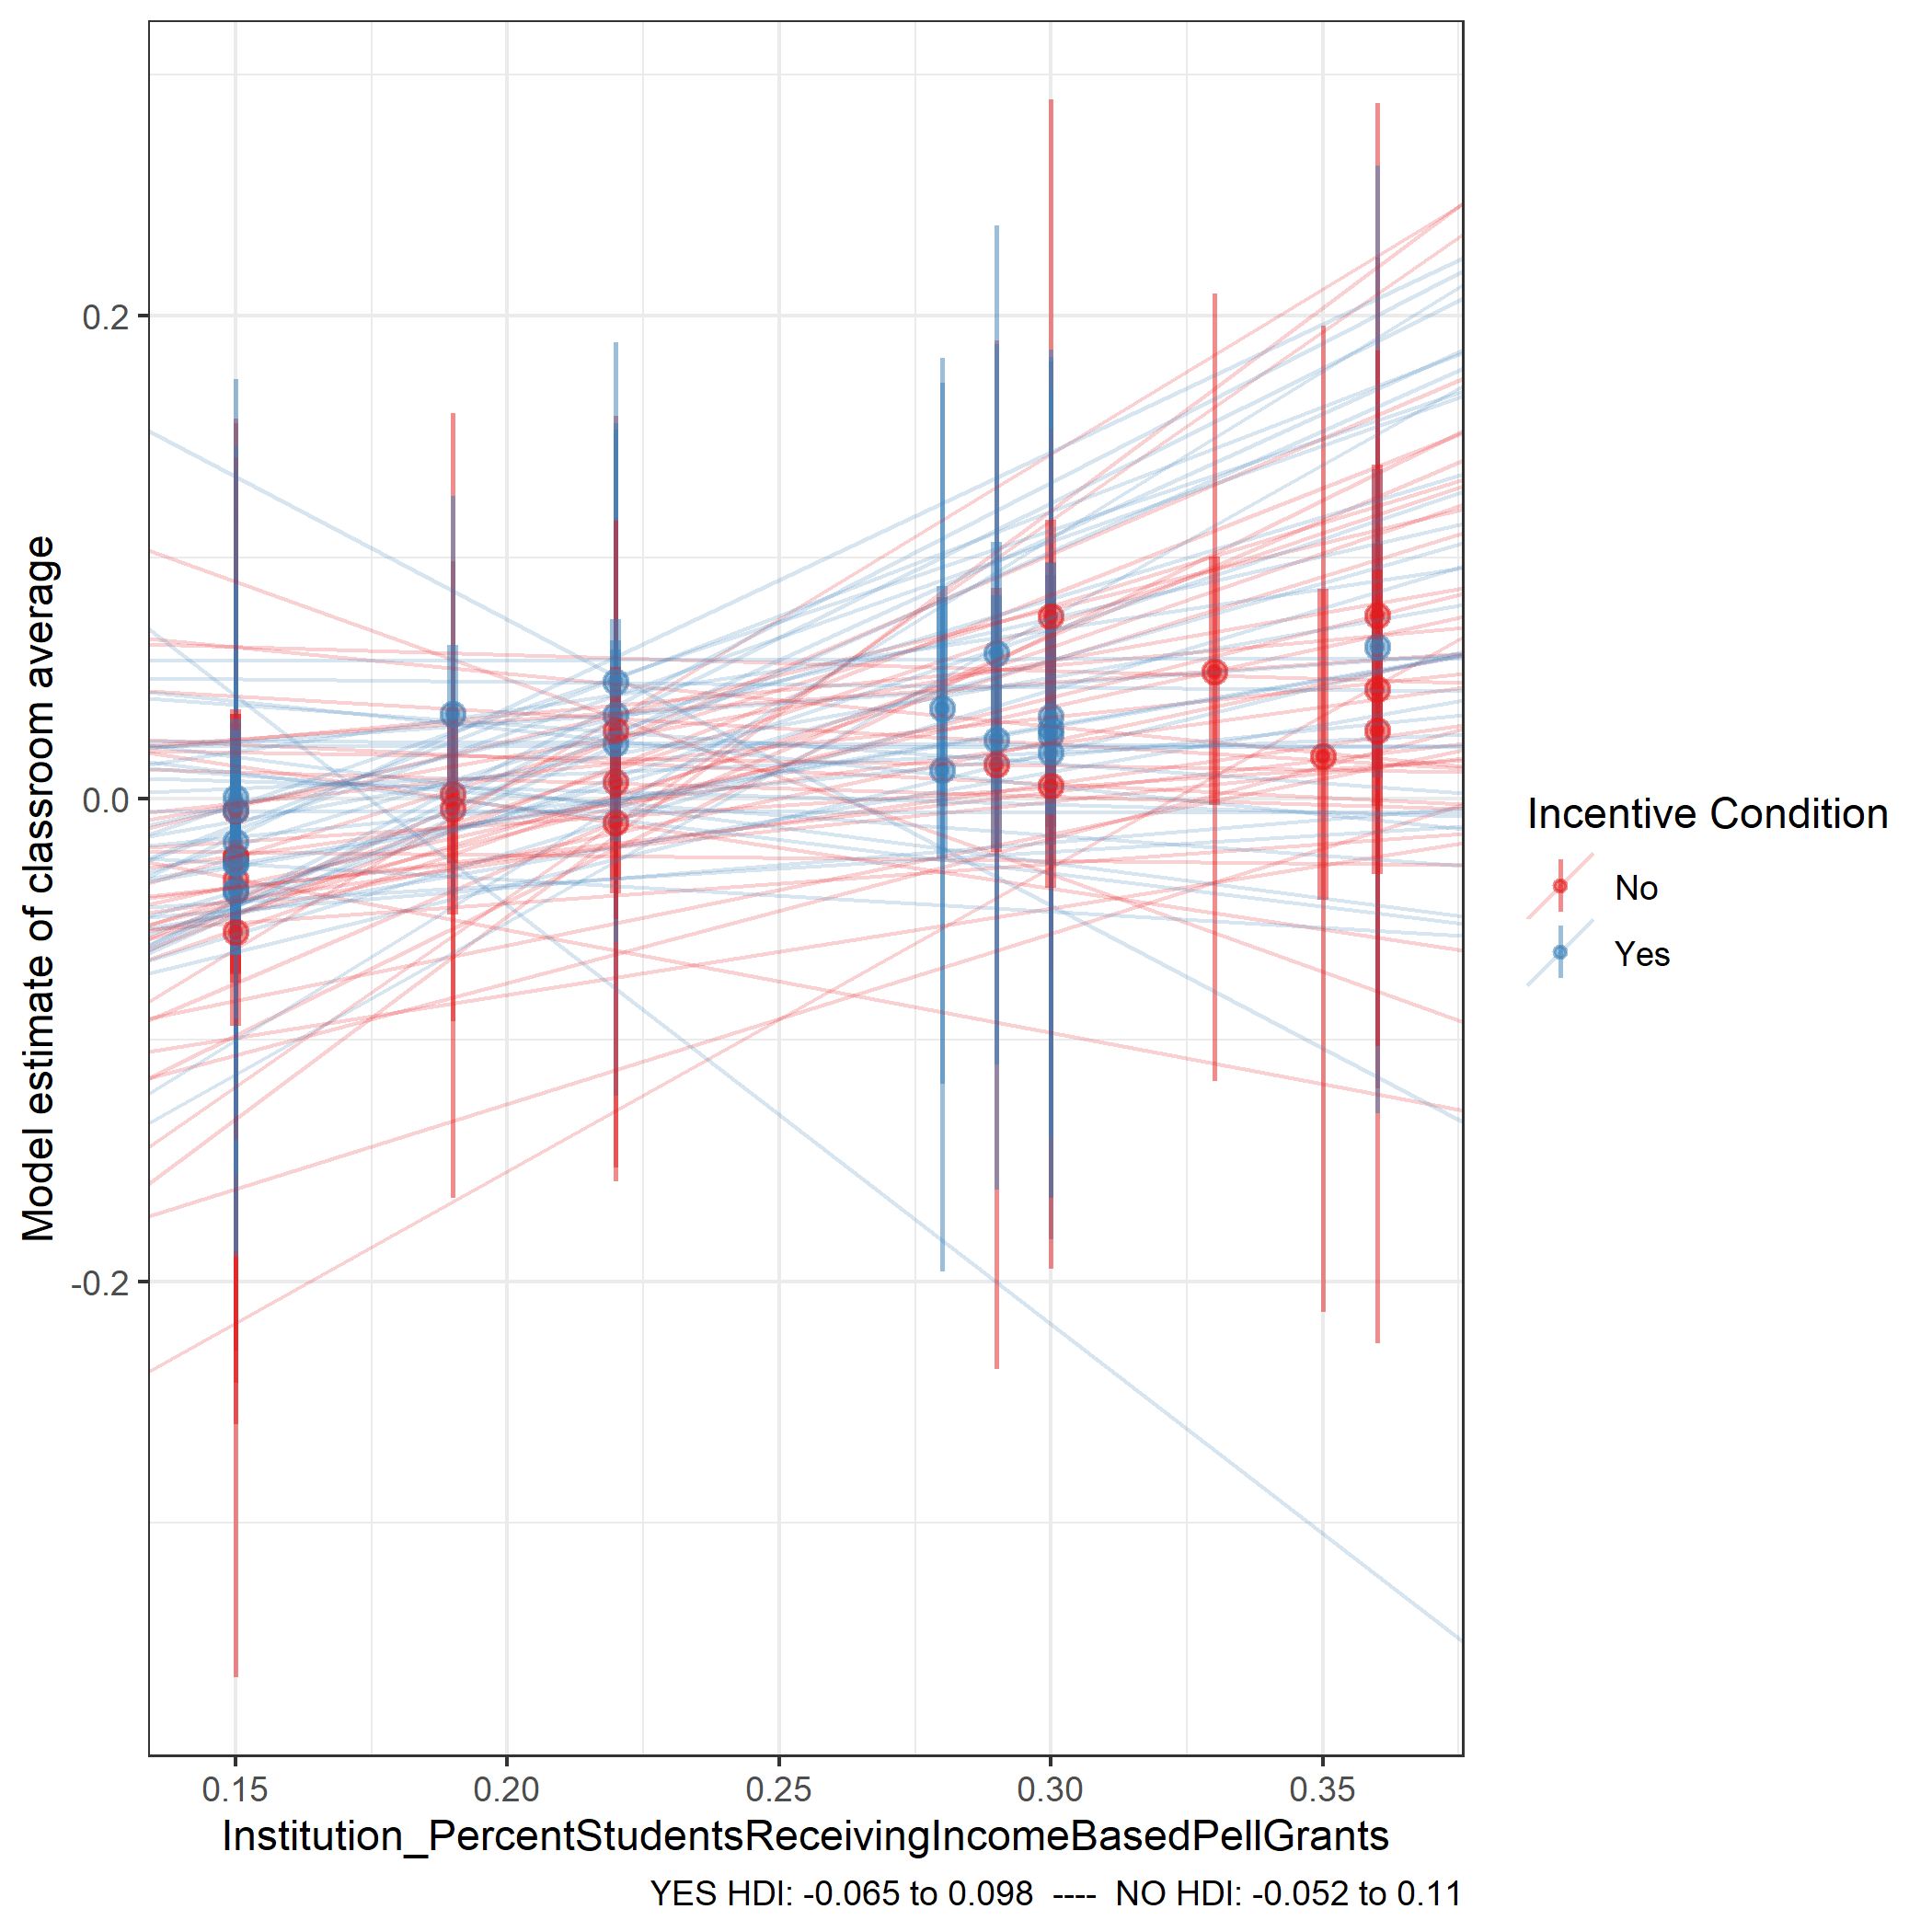 Model estimate of classroom average
0.2
0.0
-0.2
0.15
0.20
0.25
0.30
0.35
Institution_PercentStudentsReceivingIncomeBasedPellGrants
YES HDI: -0.065 to 0.098 ---- NO HDI: -0.052 to 0.11
Incentive Condition
No
Yes